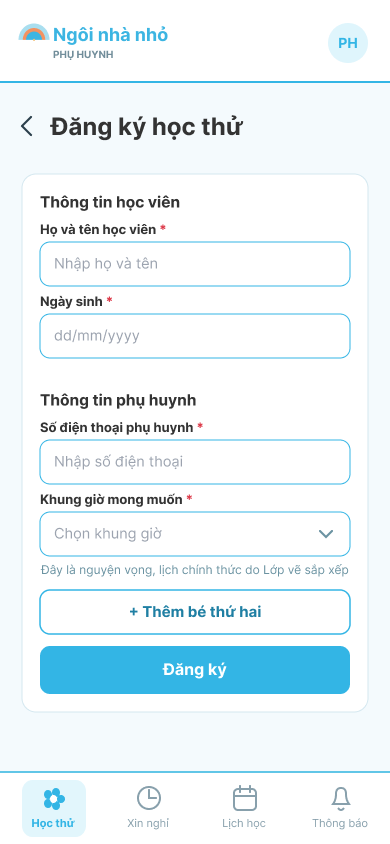 Ngôi nhà nhỏ
PHỤ HUYNH
PH
Đăng ký học thử
Thông tin học viên
Họ và tên học viên *
Nhập họ và tên
Ngày sinh *
dd/mm/yyyy
Thông tin phụ huynh
Số điện thoại phụ huynh *
Nhập số điện thoại
Khung giờ mong muốn *
Chọn khung giờ
Đây là nguyện vọng, lịch chính thức do Lớp vẽ sắp xếp
+ Thêm bé thứ hai
Đăng ký
Học thử
Xin nghỉ
Lịch học
Thông báo